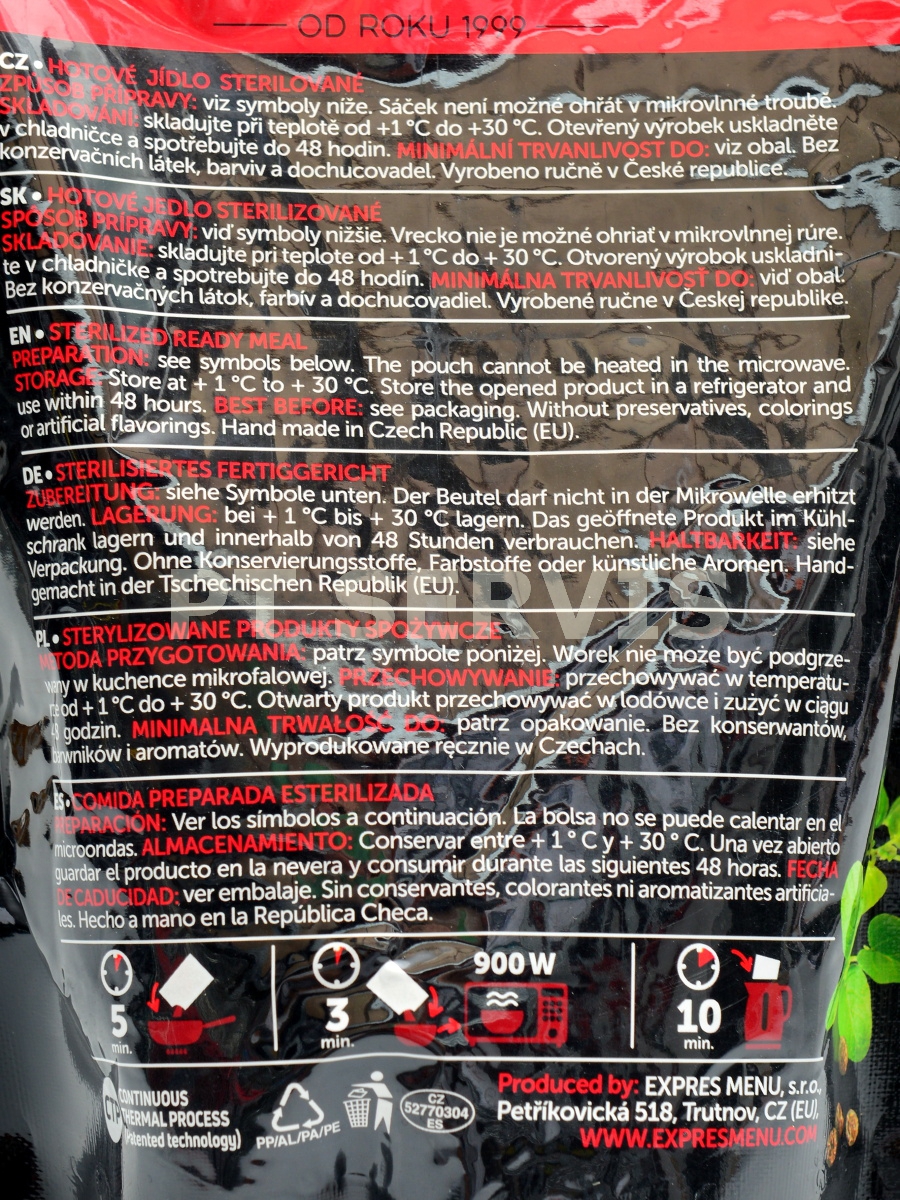 OD ROKU 1999
CZ • HOTOVÉ JÍDLO STERILOVANÉ
ZPŮSOB PŘÍPRAVY: viz symboly níže. Sáček není možné ohřát v mikrovlnné troubě.
SKLADOVÁNÍ: skladujte při teplotě od +1 °C do +30 °C. Otevřený výrobek uskladněte
v chladničce a spotřebujte do 48 hodin. MINIMÁLNÍ TRVANLIVOST DO: viz obal. Bez
konzervačních látek, barviv a dochucovadel. Vyrobeno ručně v České republice.
SK • HOTOVÉ JEDLO STERILIZOVANÉ
SPÔSOB PRÍPRAVY: viď symboly nižšie. Vrecko nie je možné ohriať v mikrovlnnej rúre.
SKLADOVANIE: skladujte pri teplote od + 1 °C do + 30 °C. Otvorený výrobok uskladni-
te v chladničke a spotrebujte do 48 hodín. MINIMÁLNA TRVANLIVOSŤ DO: viď obal.
Bez konzervačných látok, farbív a dochucovadiel. Vyrobené ručne v Českej republike.
EN • STERILIZED READY MEAL
PREPARATION: see symbols below. The pouch cannot be heated in the microwave.
STORAGE: Store at + 1 °C to + 30 °C. Store the opened product in a refrigerator and
use within 48 hours. BEST BEFORE: see packaging. Without preservatives, colorings
or artificial flavorings. Hand made in Czech Republic (EU).
DE • STERILISIERTES FERTIGGERICHT
ZUBEREITUNG: siehe Symbole unten. Der Beutel darf nicht in der Mikrowelle erhitzt
werden. LAGERUNG: bei + 1 °C bis + 30 °C lagern. Das geöffnete Produkt im Kühl-
schrank lagern und innerhalb von 48 Stunden verbrauchen. HALTBARKEIT: siehe
Verpackung. Ohne Konservierungsstoffe, Farbstoffe oder künstliche Aromen. Hand-
gemacht in der Tschechischen Republik (EU).
PT SERVIS
PL • STERYLIZOWANE PRODUKTY SPOŻYWCZE
METODA PRZYGOTOWANIA: patrz symbole poniżej. Worek nie może być podgrze-
wany w kuchence mikrofalowej. PRZECHOWYWANIE: przechowywać w temperatu-
rze od + 1 °C do + 30 °C. Otwarty produkt przechowywać w lodówce i zużyć w ciągu
48 godzin. MINIMALNA TRWAŁOŚĆ DO: patrz opakowanie. Bez konserwantów,
barwników i aromatów. Wyprodukowane ręcznie w Czechach.
ES • COMIDA PREPARADA ESTERILIZADA
PREPARACIÓN: Ver los símbolos a continuación. La bolsa no se puede calentar en el
microondas. ALMACENAMIENTO: Conservar entre + 1 ° C y + 30 ° C. Una vez abierto
guardar el producto en la nevera y consumir durante las siguientes 48 horas. FECHA
DE CADUCIDAD: ver embalaje. Sin conservantes, colorantes ni aromatizantes artificia-
les. Hecho a mano en la República Checa.
5
min.
3
min.
900 W
10
min.
GTP
CONTINUOUS
THERMAL PROCESS
(Patented technology)
PP/AL/PA/PE
CZ
52770304
ES
Produced by: EXPRES MENU, s.r.o.,
Petříkovická 518, Trutnov, CZ (EU),
WWW.EXPRESMENU.COM